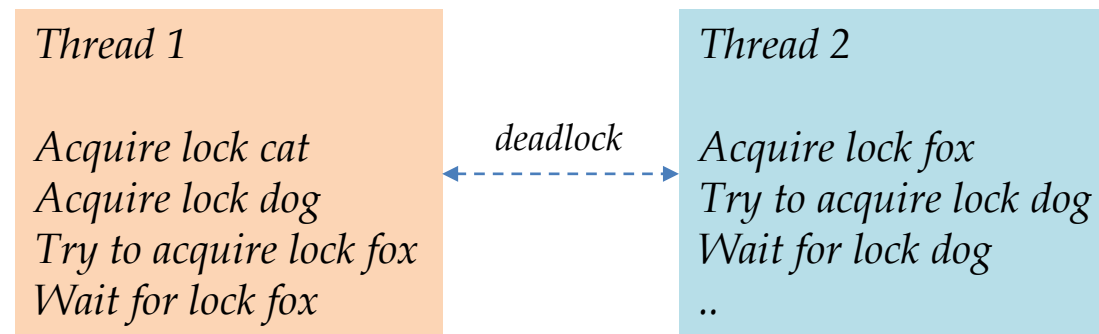 Thread 1
Acquire lock cat
Acquire lock dog
Try to acquire lock fox
Wait for lock fox
deadlock
Thread 2
Acquire lock fox
Try to acquire lock dog
Wait for lock dog
..